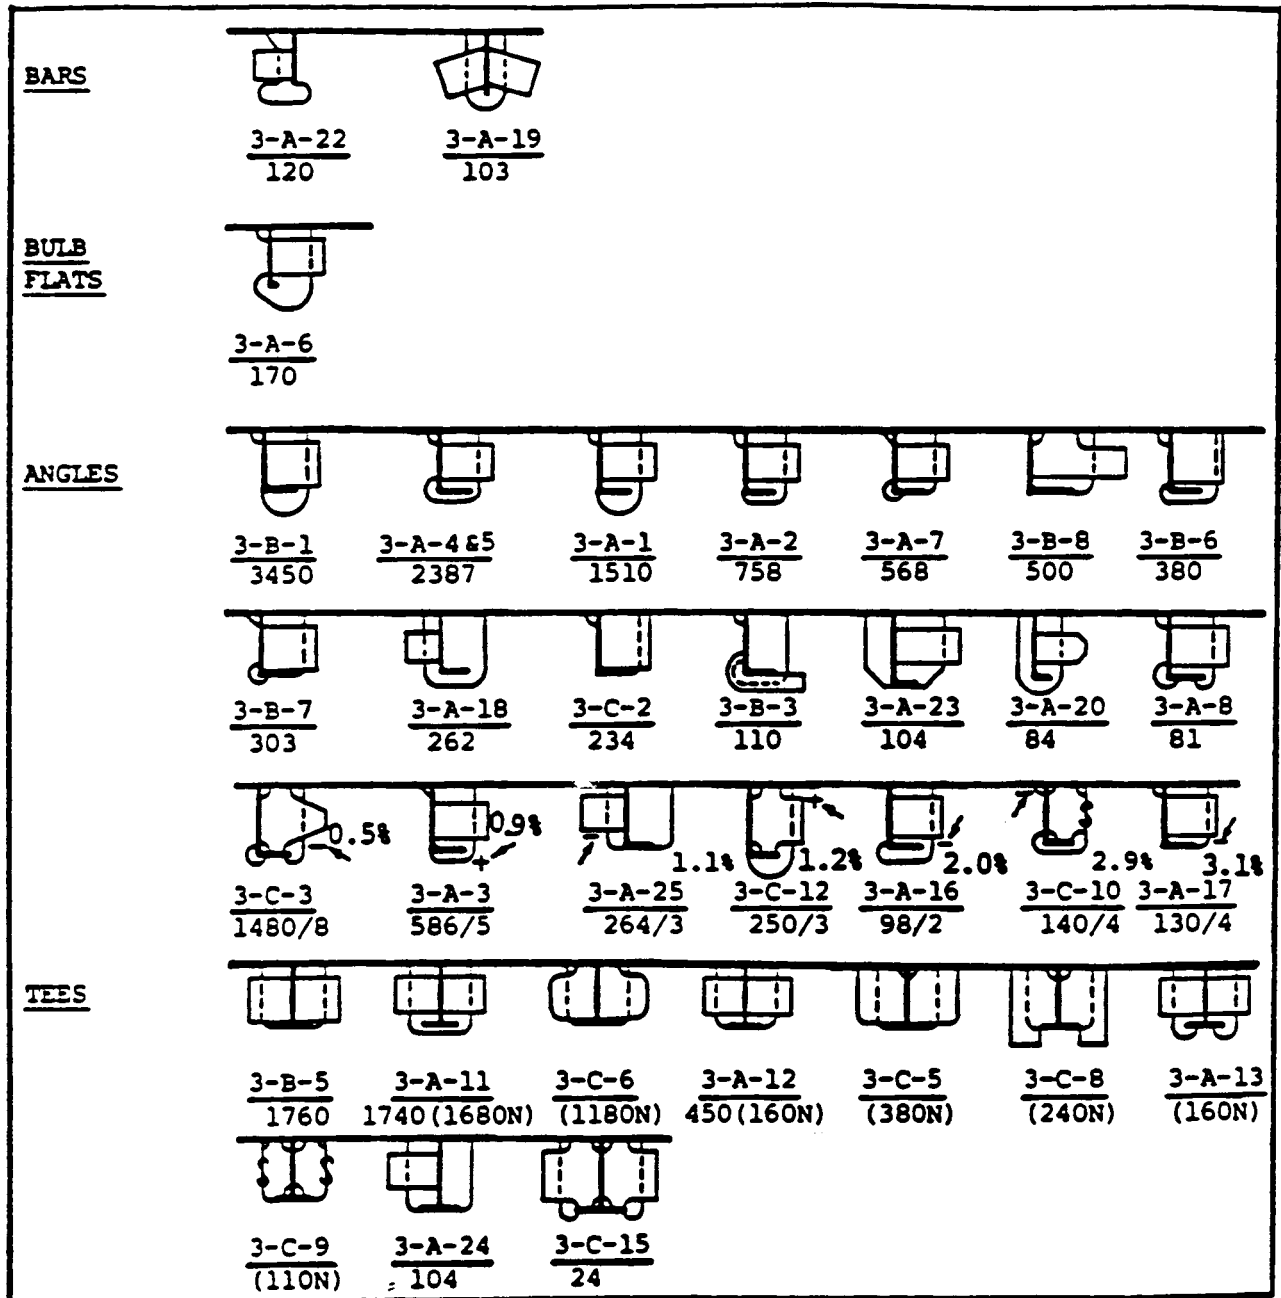 BARS
3-A-22 3-A-19
120 103
BULB
FLATS
3-A-6
170
ANGLES
3-B-1 3-A-4&5 3-A-1 3-A-2 3-A-7 3-B-8 3-B-6
3450 2387 1510 758 568 500 380
3-B-7 3-A-18 3-C-2 3-B-3 3-A-23 3-A-20 3-A-8
303 262 234 110 104 84 81
0.5% 0.9% 1.1% 1.2% 2.0% 2.9% 3.1%
3-C-3 3-A-3 3-A-25 3-C-12 3-A-16 3-C-10 3-A-17
1480/8 586/5 264/3 250/3 98/2 140/4 130/4
TEES
3-B-5 3-A-11 3-C-6 3-A-12 3-C-5 3-C-8 3-A-13
1760 1740(1680N) (1180N) 450(160N) (380N) (240N) (160N)
3-C-9 3-A-24 3-C-15
(110N) 104 24